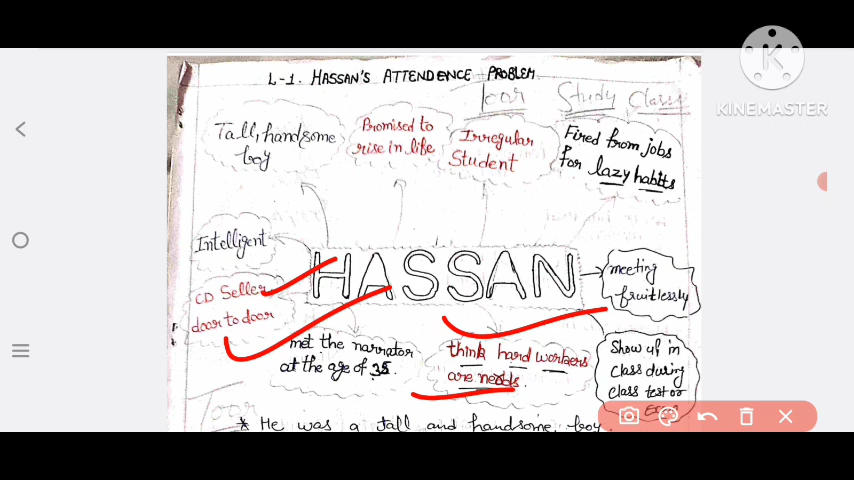 L-1. HASSAN'S ATTENDENCE PROBLEM
KINEMASTER
Toor Study Class
Tall, handsome
boy
Promised to
rise in life
Irregular
Student
Fired from jobs
for lazy habits
Intelligent
HASSAN
meeting
fruitlessly
CD Seller
door to door
met the narrator
at the age of 35.
think hard workers
are nerds.
Show up in
class during
class test or
Exam
Toor
* He was a tall and handsome boy.